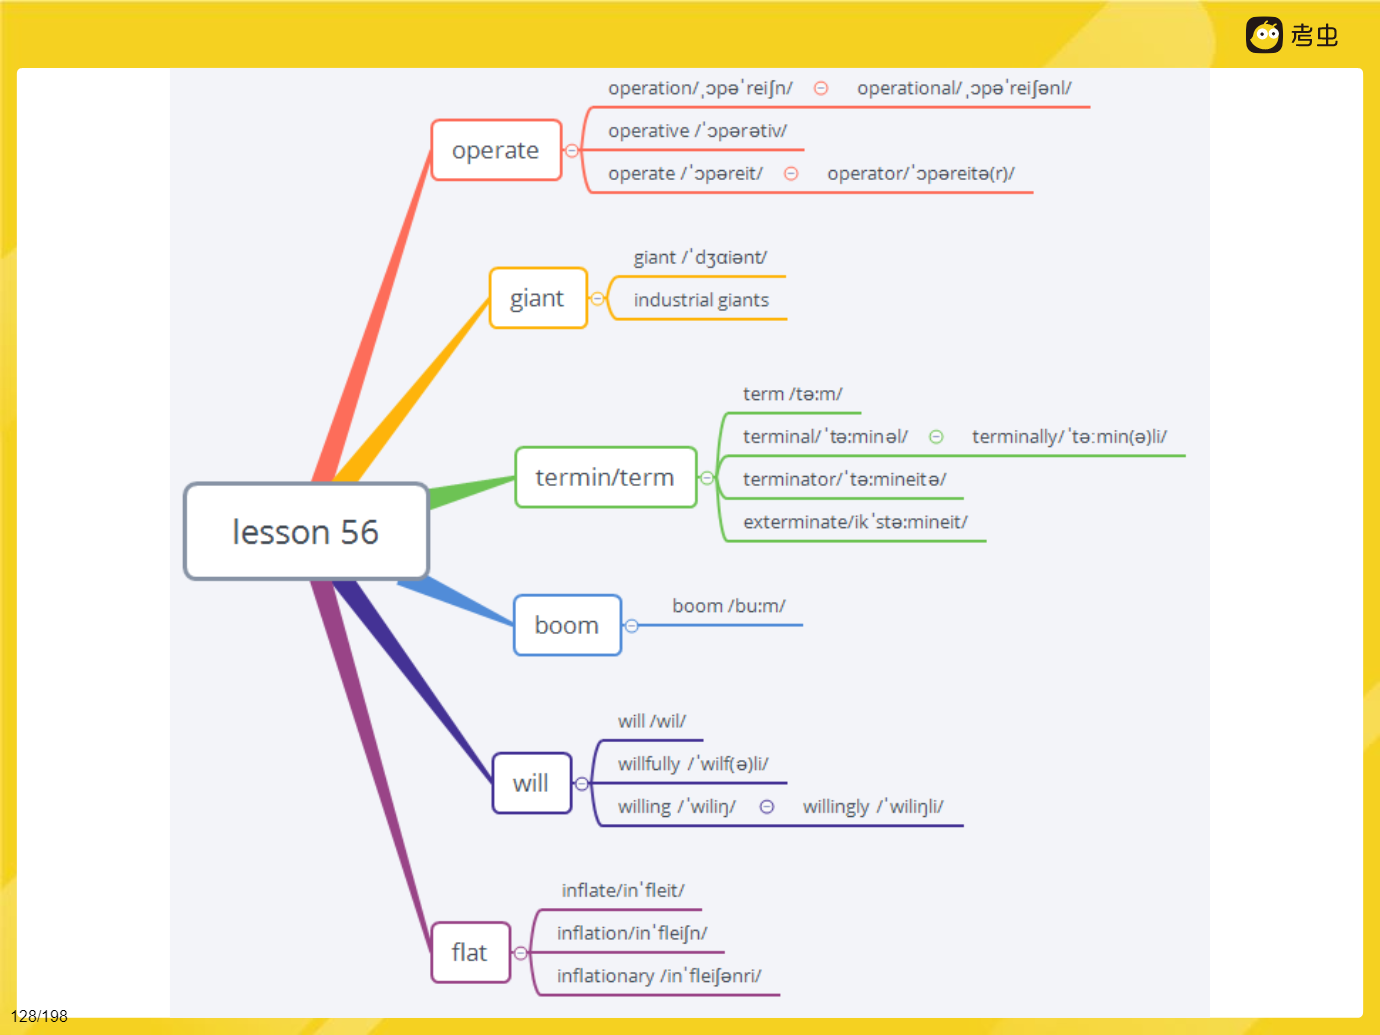 考虫
operation/ˌɔpəˈreiʃn/ operational/ˌɔpəˈreiʃənl/
operative /ˈɔpərətiv/
operate
operate /ˈɔpəreit/ operator/ˈɔpəreitə(r)/
giant /ˈdʒɑiənt/
giant
industrial giants
term /tə:m/
terminal/ˈtə:minəl/ terminally/ˈtə:min(ə)li/
termin/term
terminator/ˈtə:mineitə/
exterminate/ikˈstə:mineit/
lesson 56
boom /bu:m/
boom
will /wil/
willfully /ˈwilf(ə)li/
will
willing /ˈwiliŋ/ willingly /ˈwiliŋli/
inflate/inˈfleit/
inflation/inˈfleiʃn/
flat
inflationary /inˈfleiʃənri/
128/198